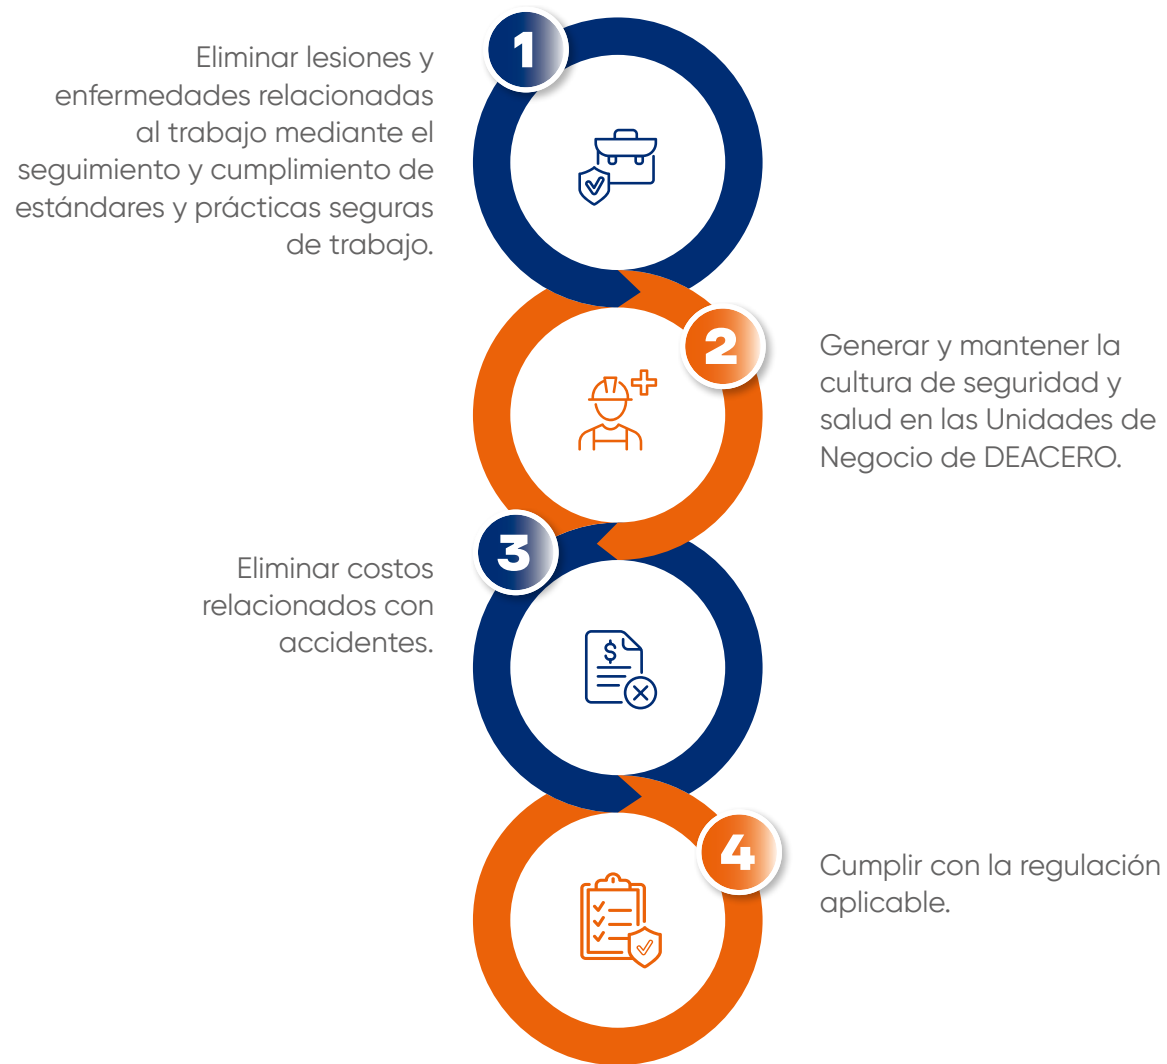 1
Eliminar lesiones y
enfermedades relacionadas
al trabajo mediante el
seguimiento y cumplimiento de
estándares y prácticas seguras
de trabajo.
2
Generar y mantener la
cultura de seguridad y
salud en las Unidades de
Negocio de DEACERO.
3
Eliminar costos
relacionados con
accidentes.
$
4
Cumplir con la regulación
aplicable.